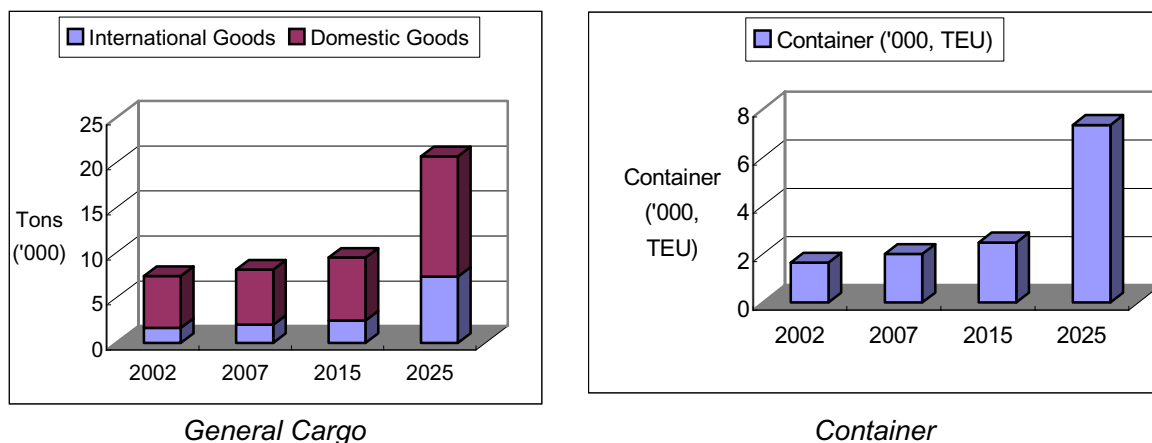 International Goods Domestic Goods
25
20
15
10
5
0
Tons
('000)
2002 2007 2015 2025
General Cargo
Container ('000, TEU)
8
6
4
2
0
Container
('000,
TEU)
2002 2007 2015 2025
Container